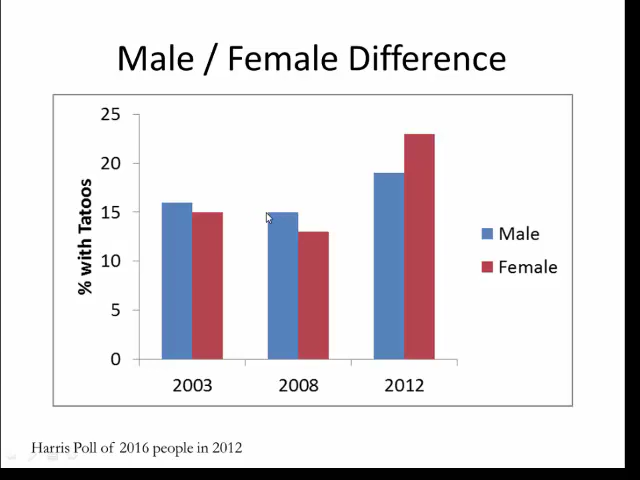 Male / Female Difference
25
20
15
10
5
0
% with Tatoos
2003 2008 2012
Male
Female
Harris Poll of 2016 people in 2012